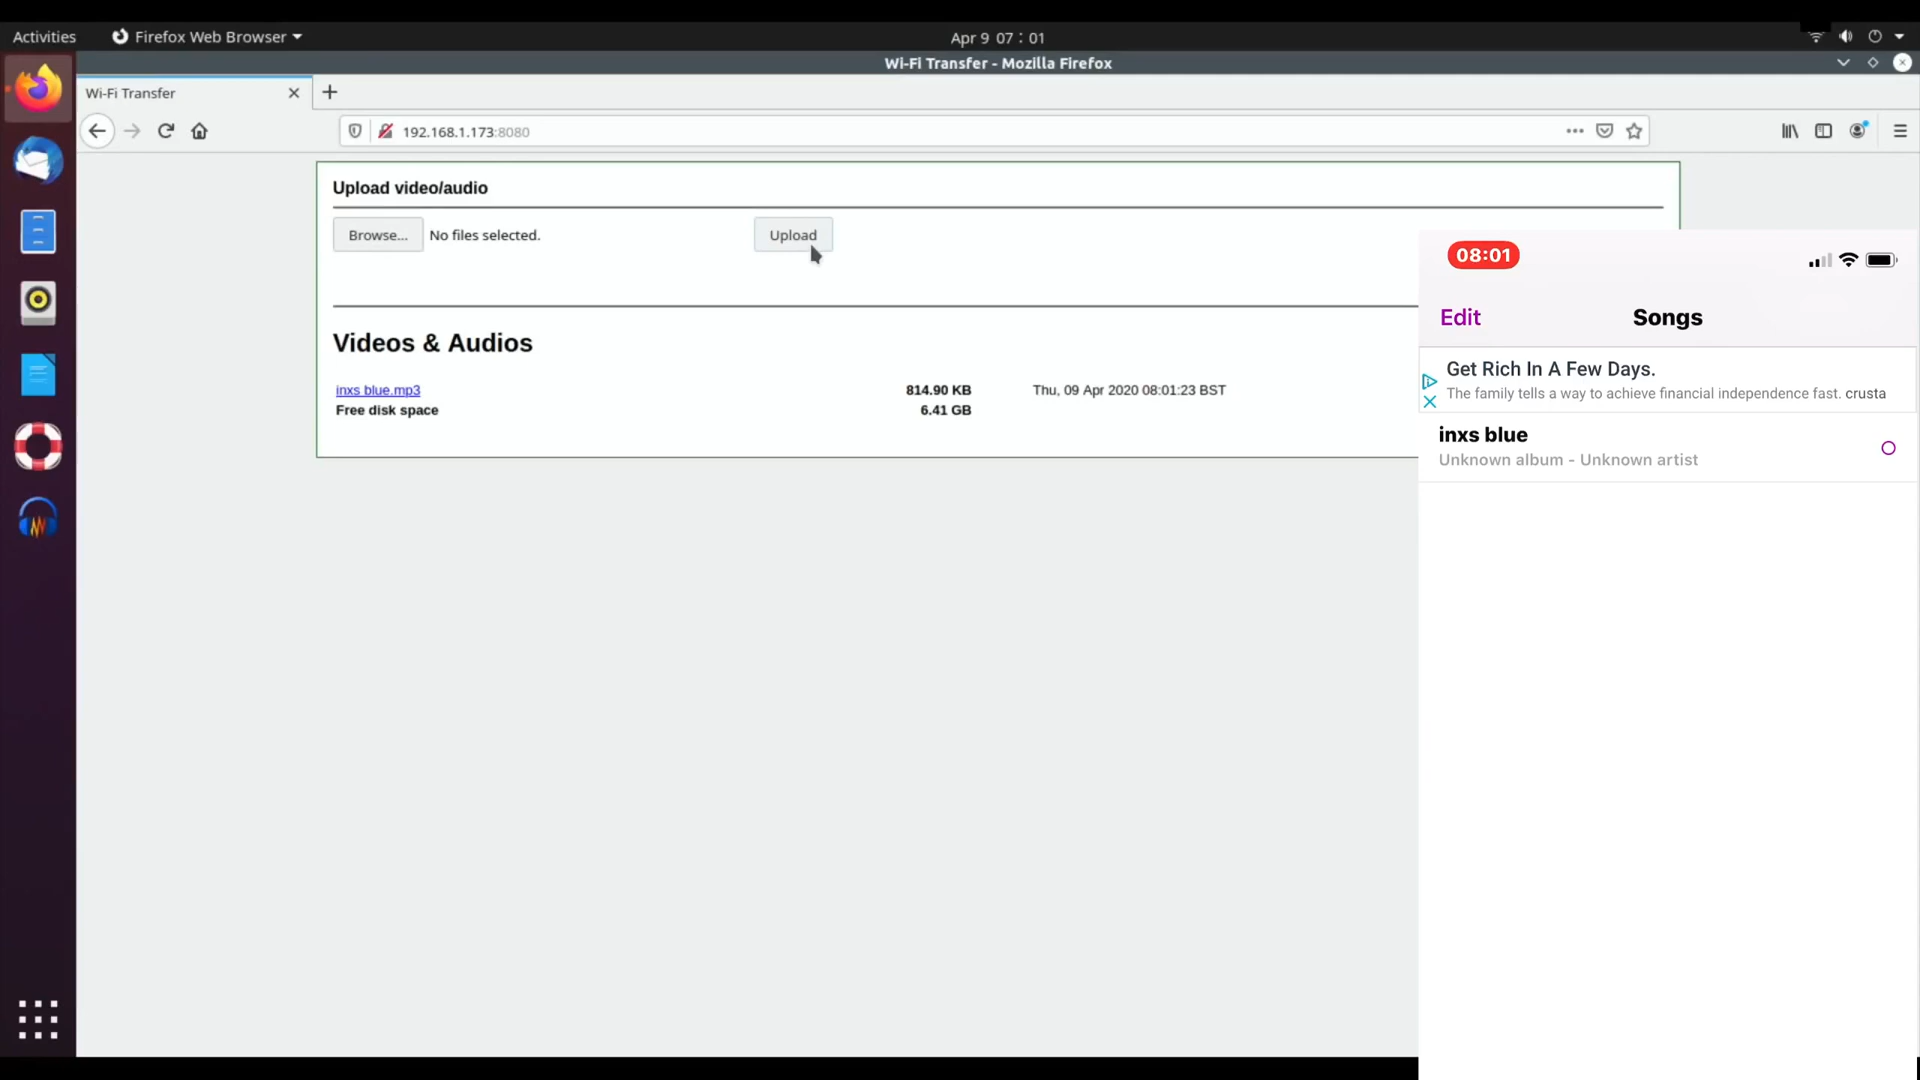 Activities Firefox Web Browser Apr 9 07 : 01
Wi-Fi Transfer - Mozilla Firefox
Wi-Fi Transfer
192.168.1.173:8080
Upload video/audio
Browse... No files selected. Upload
Videos & Audios
inxs blue.mp3 814.90 KB Thu, 09 Apr 2020 08:01:23 BST
Free disk space 6.41 GB
08:01
Edit Songs
Get Rich In A Few Days.
The family tells a way to achieve financial independence fast. crusta
inxs blue
Unknown album - Unknown artist